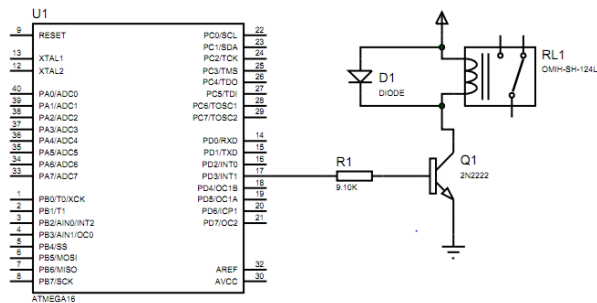 U1
9 RESET PC0/SCL 22
PC1/SDA 23
13 XTAL1 PC2/TCK 24
12 XTAL2 PC3/TMS 25
PC4/TDO 26
40 PA0/ADC0 PC5/TDI 27
39 PA1/ADC1 PC6/TOSC1 28
38 PA2/ADC2 PC7/TOSC2 29
37 PA3/ADC3
36 PA4/ADC4 PD0/RXD 14
35 PA5/ADC5 PD1/TXD 15
34 PA6/ADC6 PD2/INT0 16
33 PA7/ADC7 PD3/INT1 17
PD4/OC1B 18
1 PB0/T0/XCK PD5/OC1A 19
2 PB1/T1 PD6/ICP1 20
3 PB2/AIN0/INT2 PD7/OC2 21
4 PB3/AIN1/OC0
5 PB4/SS
6 PB5/MOSI
7 PB6/MISO AREF 32
8 PB7/SCK AVCC 30
ATMEGA16
R1
9.10K
D1
DIODE
Q1
2N2222
RL1
OMIH-SH-124L